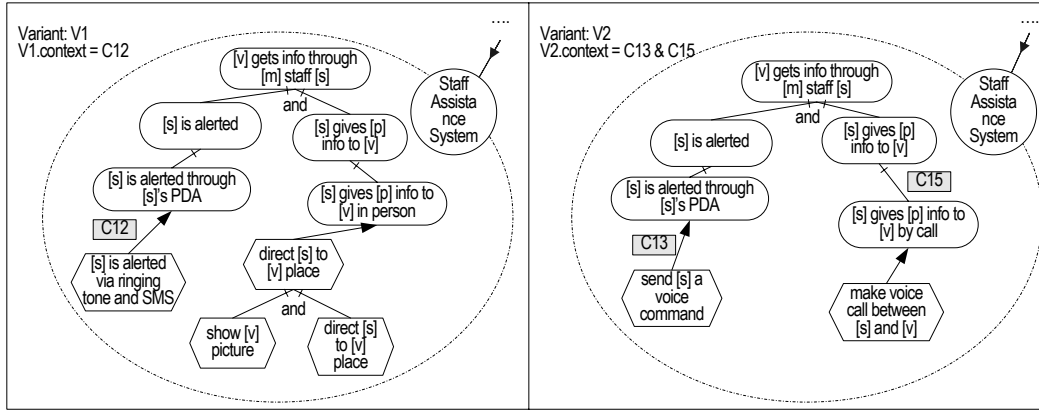 Variant: V1
V1.context = C12
....
[v] gets info through
[m] staff [s]
and
Staff
Assista
nce
System
[s] is alerted
[s] gives [p]
info to [v]
[s] is alerted through
[s]'s PDA
[s] gives [p] info to
[v] in person
C12
[s] is alerted
via ringing
tone and SMS
direct [s] to
[v] place
and
show [v]
picture
direct [s]
to [v]
place
Variant: V2
V2.context = C13 & C15
....
[v] gets info through
[m] staff [s]
and
Staff
Assista
nce
System
[s] is alerted
[s] gives [p]
info to [v]
[s] is alerted through
[s]'s PDA
C15
[s] gives [p] info to
[v] by call
C13
send [s] a
voice
command
make voice
call between
[s] and [v]